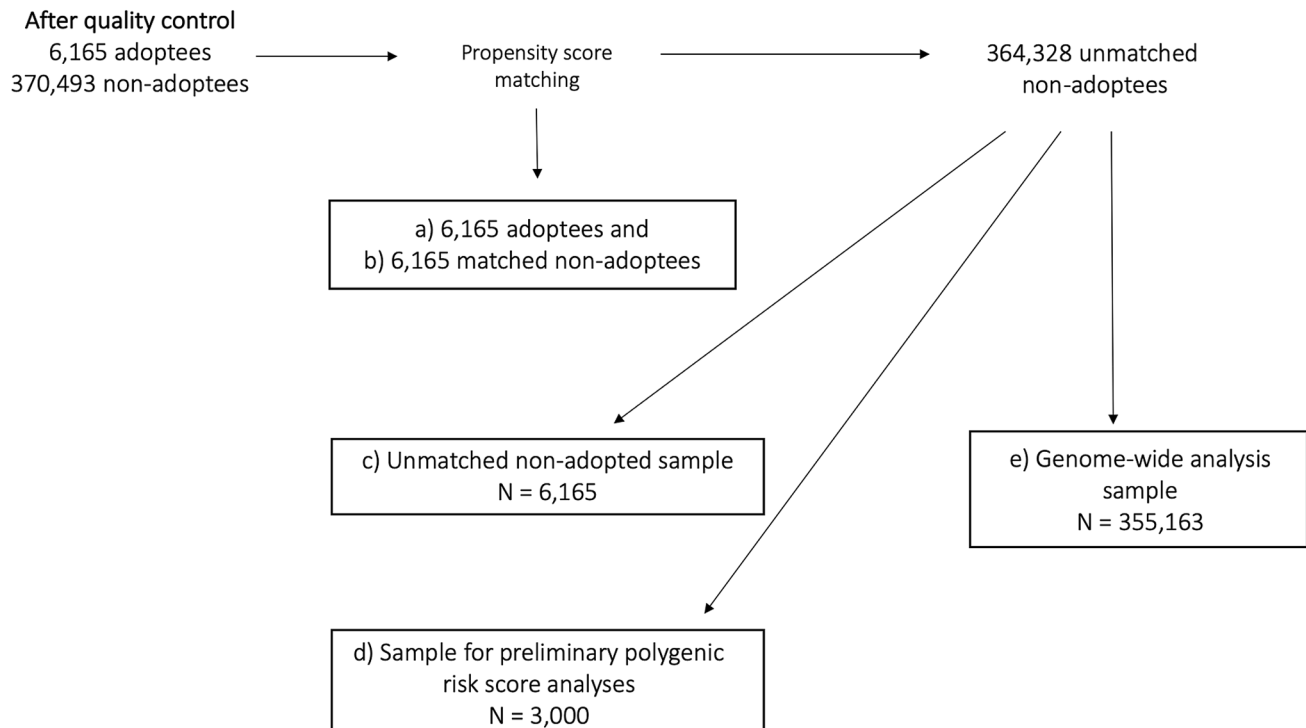 After quality control
6,165 adoptees
370,493 non-adoptees
Propensity score
matching
364,328 unmatched
non-adoptees
a) 6,165 adoptees and
b) 6,165 matched non-adoptees
c) Unmatched non-adopted sample
N = 6,165
e) Genome-wide analysis
sample
N = 355,163
d) Sample for preliminary polygenic
risk score analyses
N = 3,000